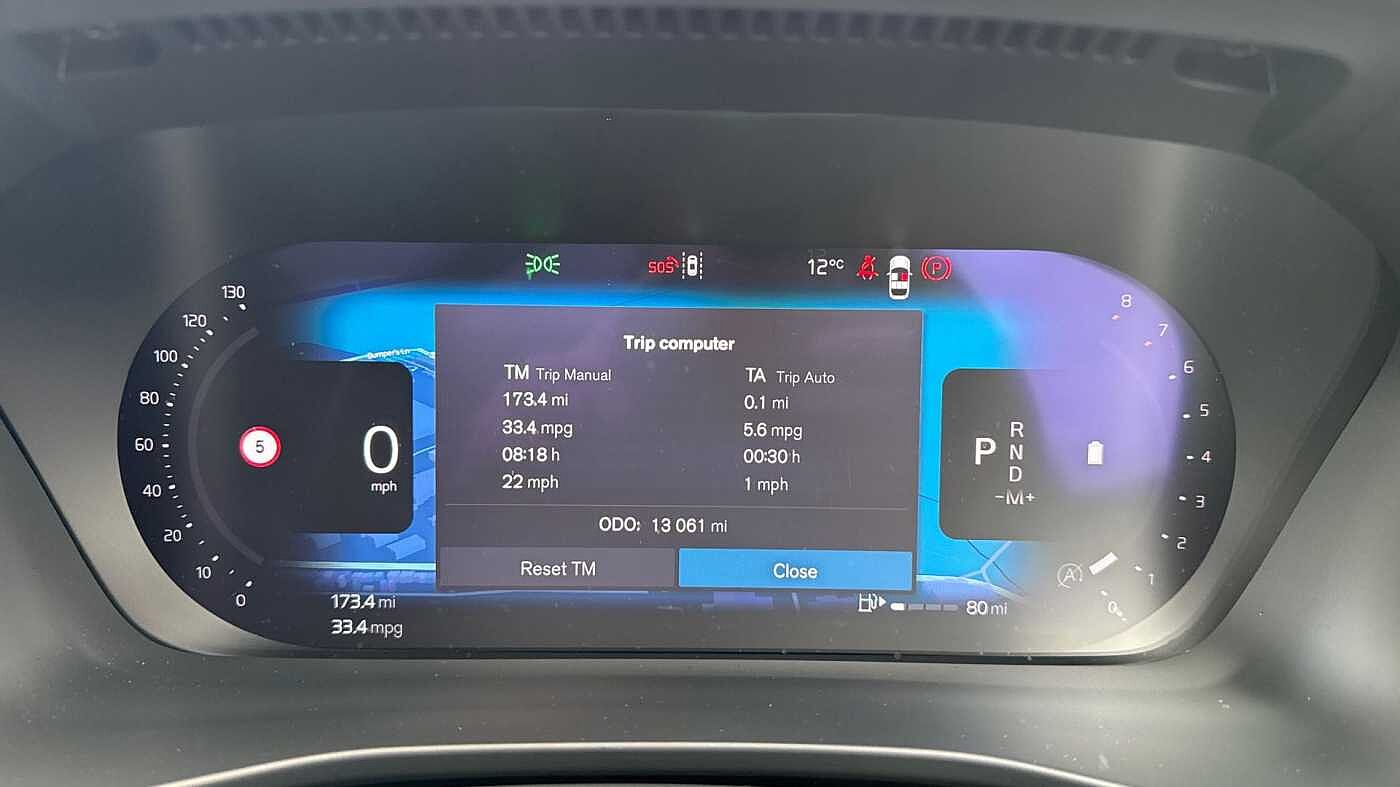 SOS
12°C
P
130
120
100
80
60
40
20
10
0
5
0
mph
Trip computer
TM Trip Manual
173.4 mi
33.4 mpg
08:18 h
22 mph
TA Trip Auto
0.1 mi
5.6 mpg
00:30 h
1 mph
ODO: 13 061 mi
Reset TM
Close
P
R
N
D
-M+
8
7
6
5
4
3
2
1
0
A
173.4 mi
33.4 mpg
80 mi